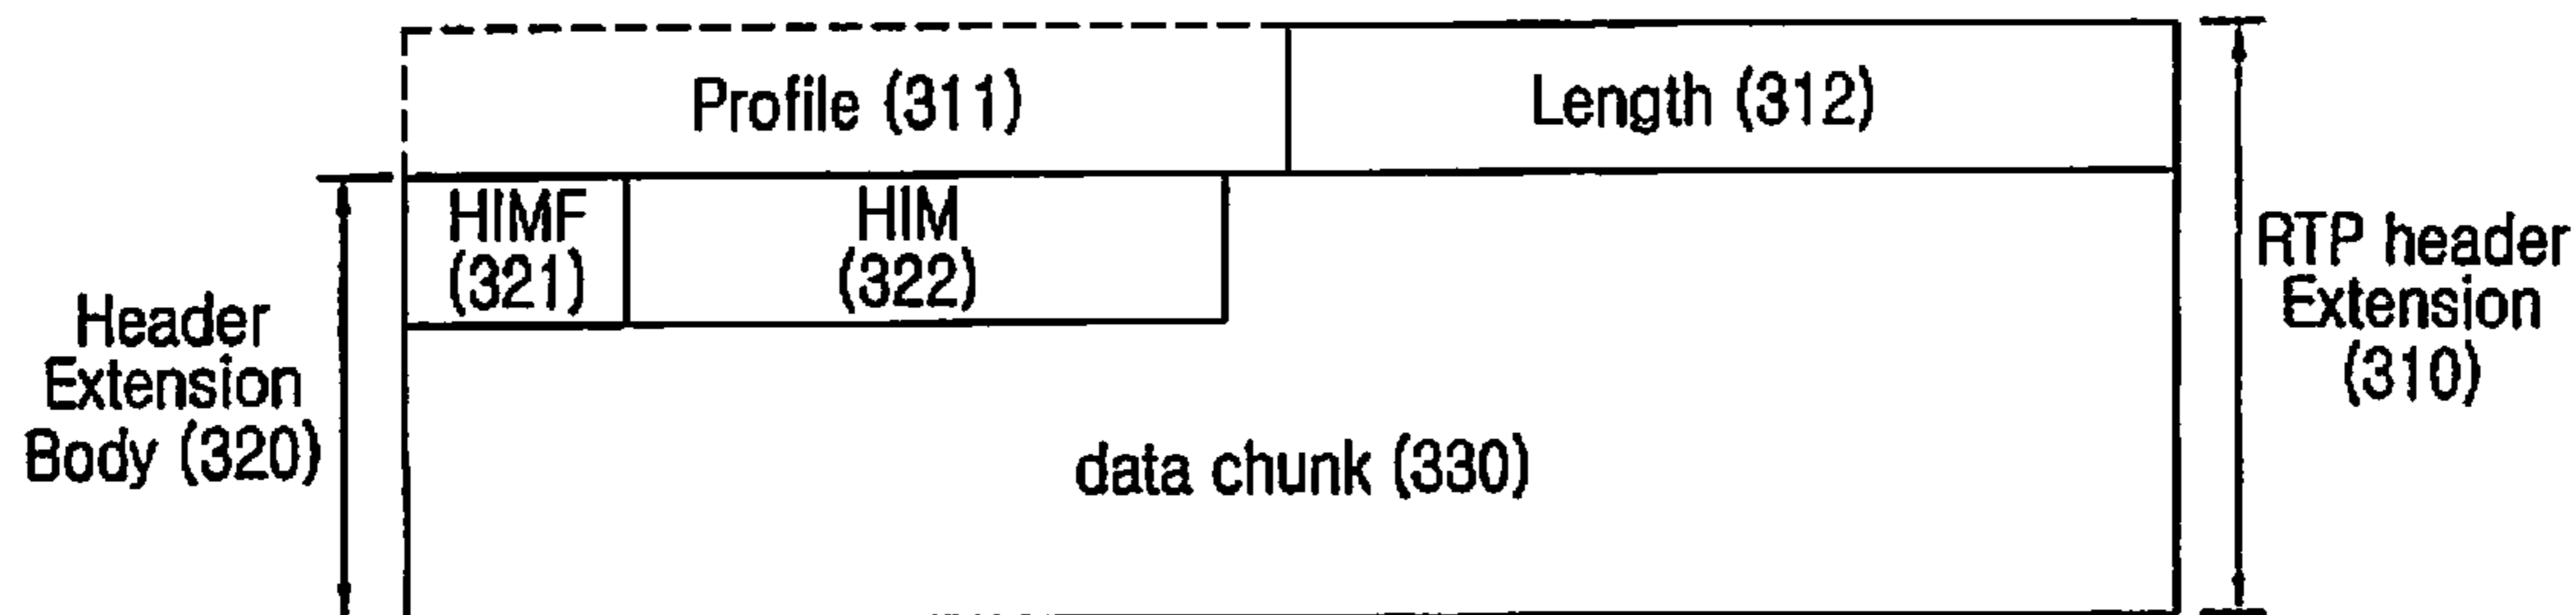 Profile (311)
Length (312)
HIMF
(321)
HIM
(322)
Header
Extension
Body (320)
data chunk (330)
RTP header
Extension
(310)